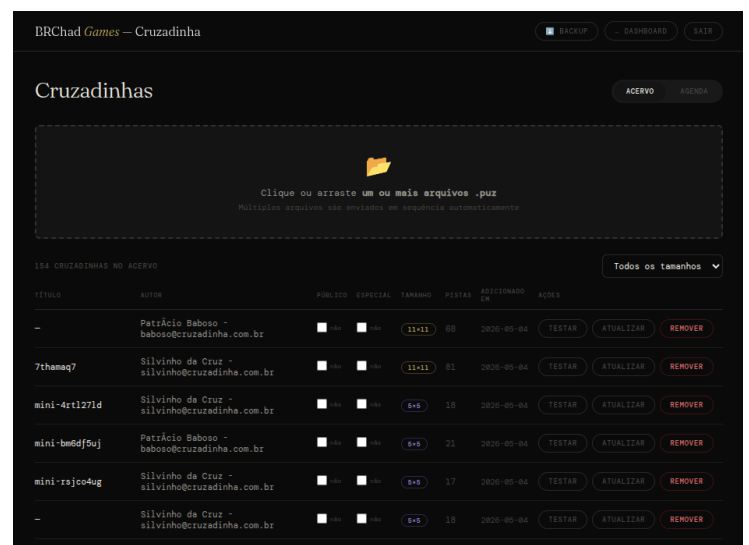 BRChad Games — Cruzadinha
⬇️ BACKUP
← DASHBOARD
SAIR
Cruzadinhas
ACERVO
AGENDA
Clique ou arraste um ou mais arquivos .puz
Múltiplos arquivos são enviados em sequência automaticamente
154 CRUZADINHAS NO ACERVO
Todos os tamanhos
TÍTULO AUTOR PÚBLICO ESPECIAL TAMANHO PISTAS ADICIONADO EM AÇÕES
— PatrÃcio Baboso - baboso@cruzadinha.com.br não não 11×11 68 2026-05-04 TESTAR ATUALIZAR REMOVER
7thamaq7 Silvinho da Cruz - silvinho@cruzadinha.com.br não não 11×11 81 2026-05-04 TESTAR ATUALIZAR REMOVER
mini-4rtl27ld Silvinho da Cruz - silvinho@cruzadinha.com.br não não 5×5 18 2026-05-04 TESTAR ATUALIZAR REMOVER
mini-bm6df5uj PatrÃcio Baboso - baboso@cruzadinha.com.br não não 5×5 21 2026-05-04 TESTAR ATUALIZAR REMOVER
mini-rsjco4ug Silvinho da Cruz - silvinho@cruzadinha.com.br não não 5×5 17 2026-05-04 TESTAR ATUALIZAR REMOVER
— Silvinho da Cruz - silvinho@cruzadinha.com.br não não 5×5 18 2026-05-04 TESTAR ATUALIZAR REMOVER